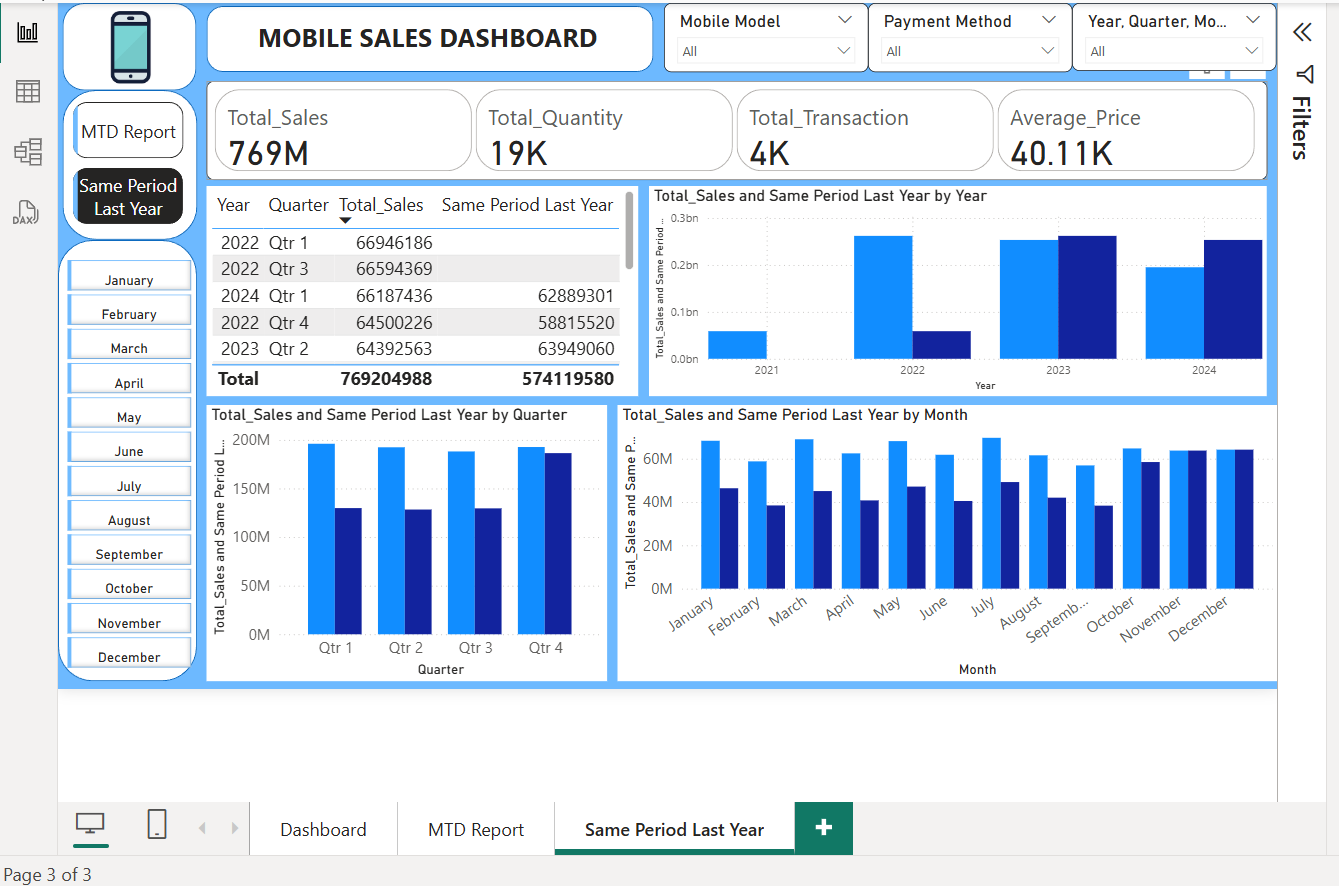 MOBILE SALES DASHBOARD
Mobile Model
All
Payment Method
All
Year, Quarter, Mo...
All
Filters
DAX
MTD Report
Same Period
Last Year
January
February
March
April
May
June
July
August
September
October
November
December
Total_Sales
769M
Total_Quantity
19K
Total_Transaction
4K
Average_Price
40.11K
Year Quarter Total_Sales Same Period Last Year
2022 Qtr 1 66946186
2022 Qtr 3 66594369
2024 Qtr 1 66187436 62889301
2022 Qtr 4 64500226 58815520
2023 Qtr 2 64392563 63949060
Total 769204988 574119580
Total_Sales and Same Period Last Year by Year
Total_Sales and Same Period ...
0.3bn
0.2bn
0.1bn
0.0bn
2021 2022 2023 2024
Year
Total_Sales and Same Period Last Year by Quarter
Total_Sales and Same Period L...
200M
150M
100M
50M
0M
Qtr 1 Qtr 2 Qtr 3 Qtr 4
Quarter
Total_Sales and Same Period Last Year by Month
Total_Sales and Same P...
60M
40M
20M
0M
January February March April May June July August Septemb... October November December
Month
Dashboard
MTD Report
Same Period Last Year
+
Page 3 of 3